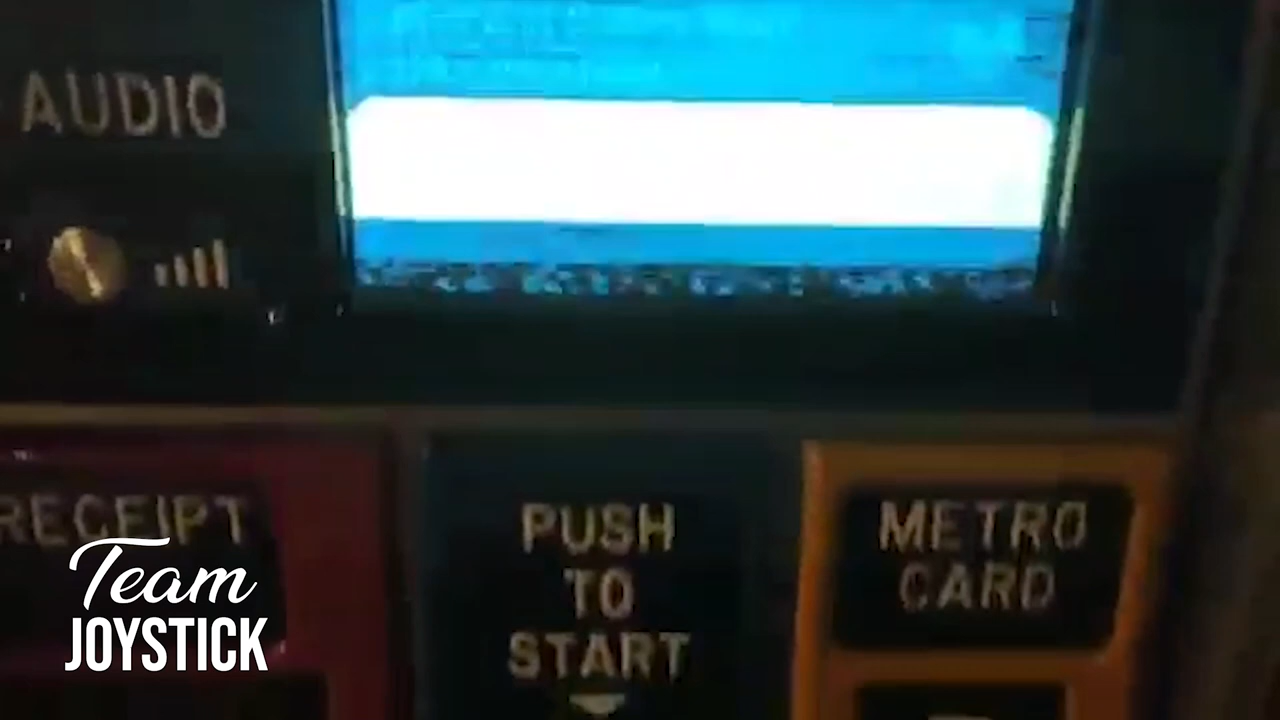 AUDIO
RECEIPT
PUSH
TO
START
METRO
CARD
Team
JOYSTICK